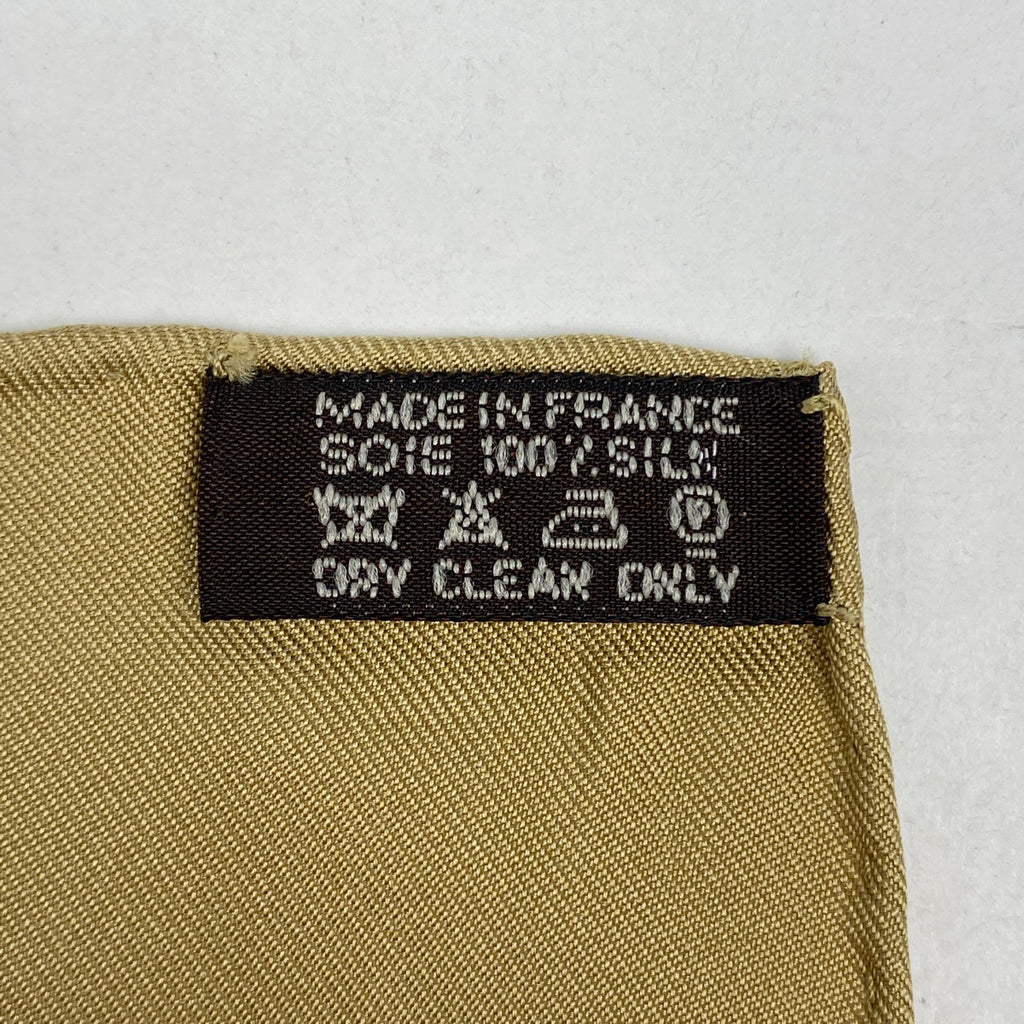 MADE IN FRANCE
SOIE 100% SILK
P
DRY CLEAN ONLY